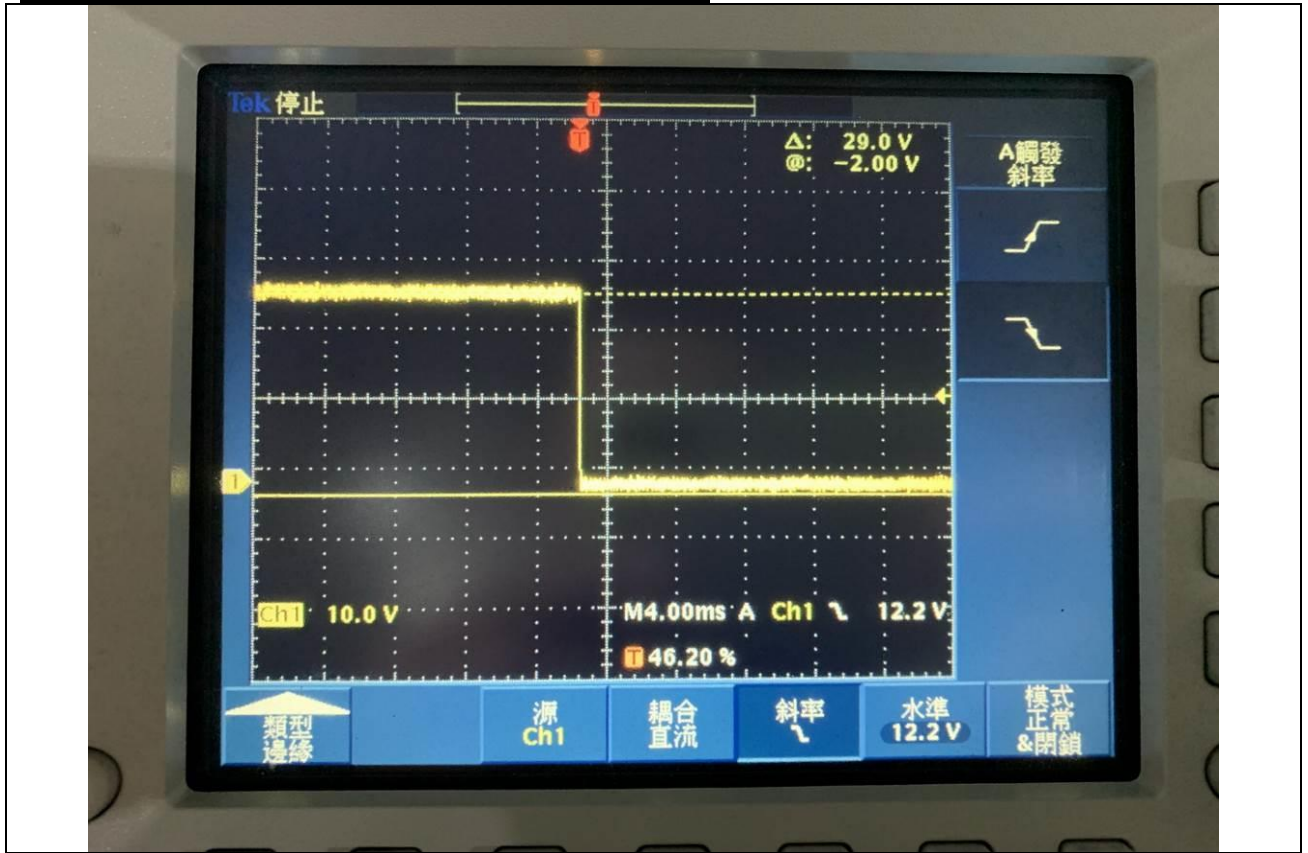 Tek 停止
T
T
Δ: 29.0 V
@: -2.00 V
A觸發
斜率
1
Ch1 10.0 V
M4.00ms A Ch1 12.2 V
T 46.20 %
類型
邊緣
源
Ch1
耦合
直流
斜率
水準
12.2 V
模式
正常
&閉鎖